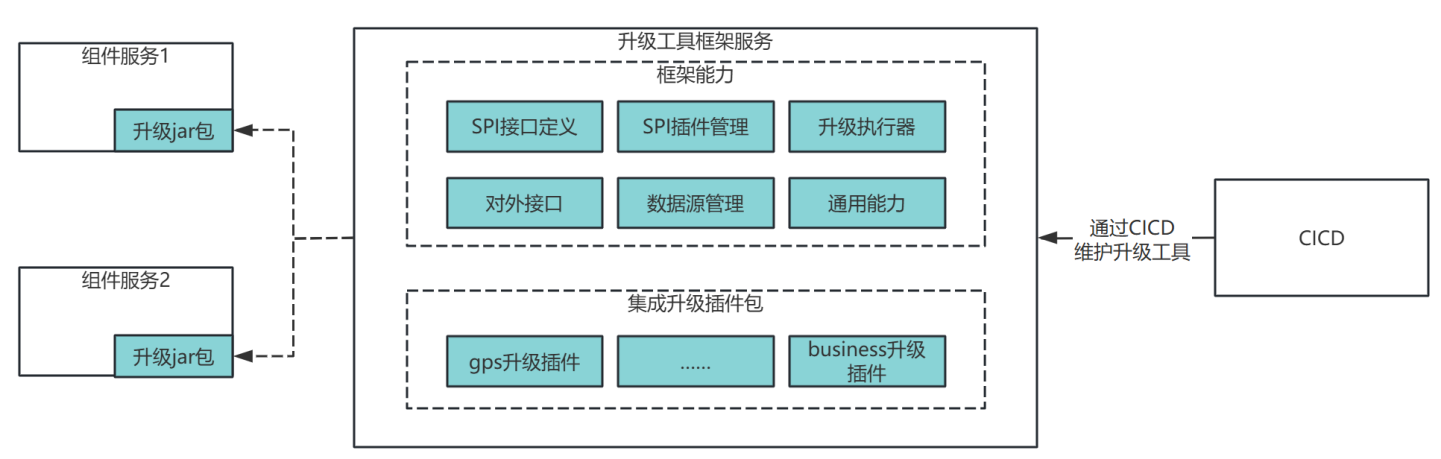 组件服务1
升级jar包
组件服务2
升级jar包
升级工具框架服务
框架能力
SPI接口定义
SPI插件管理
升级执行器
对外接口
数据源管理
通用能力
集成升级插件包
gps升级插件
......
business升级
插件
通过CICD
维护升级工具
CICD